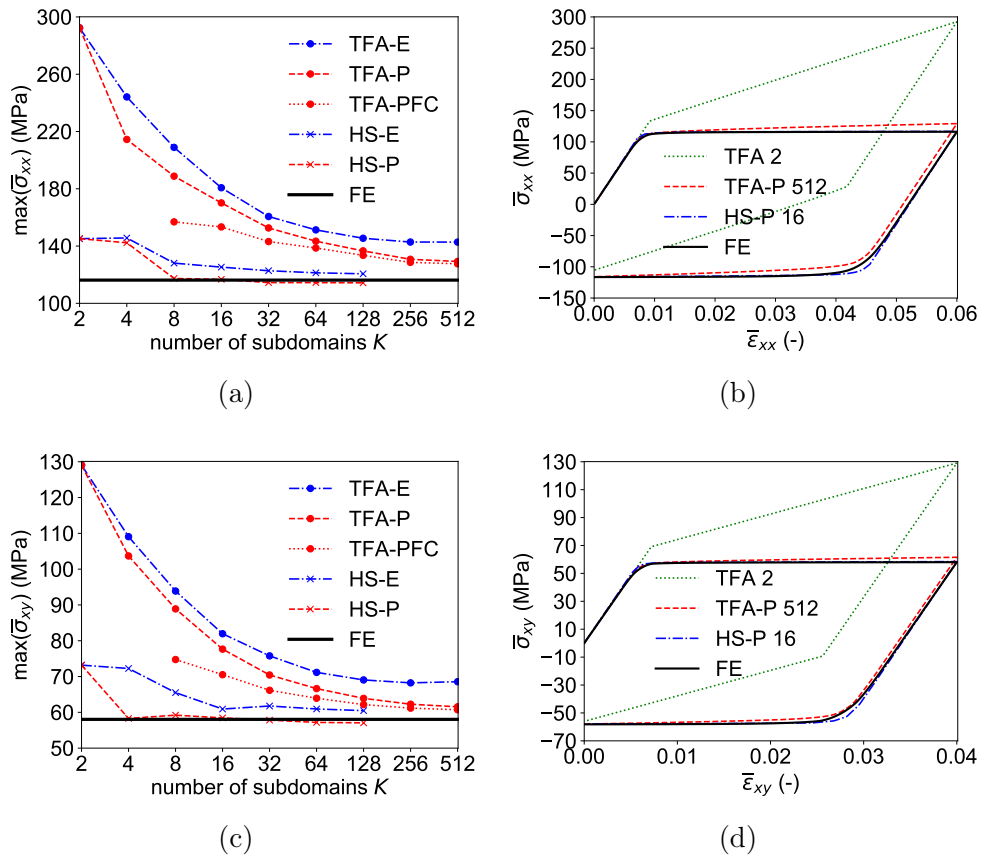 300
260
220
180
140
100
max(σ̅xx) (MPa)
TFA-E
TFA-P
TFA-PFC
HS-E
HS-P
FE
2 4 8 16 32 64 128 256 512
number of subdomains K
(a)
300
250
200
150
100
50
0
−50
−100
−150
σ̅xx (MPa)
TFA 2
TFA-P 512
HS-P 16
FE
0.00 0.01 0.02 0.03 0.04 0.05 0.06
ε̅xx (-)
(b)
130
120
110
100
90
80
70
60
50
max(σ̅xy) (MPa)
TFA-E
TFA-P
TFA-PFC
HS-E
HS-P
FE
2 4 8 16 32 64 128 256 512
number of subdomains K
(c)
130
110
90
70
50
30
10
−10
−30
−50
−70
σ̅xy (MPa)
TFA 2
TFA-P 512
HS-P 16
FE
0.00 0.01 0.02 0.03 0.04
ε̅xy (-)
(d)